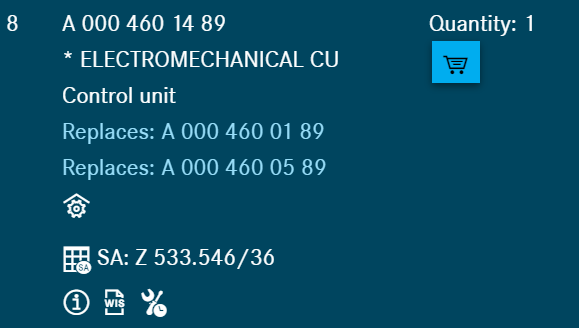 8 A 000 460 14 89 Quantity: 1
* ELECTROMECHANICAL CU
Control unit
Replaces: A 000 460 01 89
Replaces: A 000 460 05 89
SA SA: Z 533.546/36
i WIS